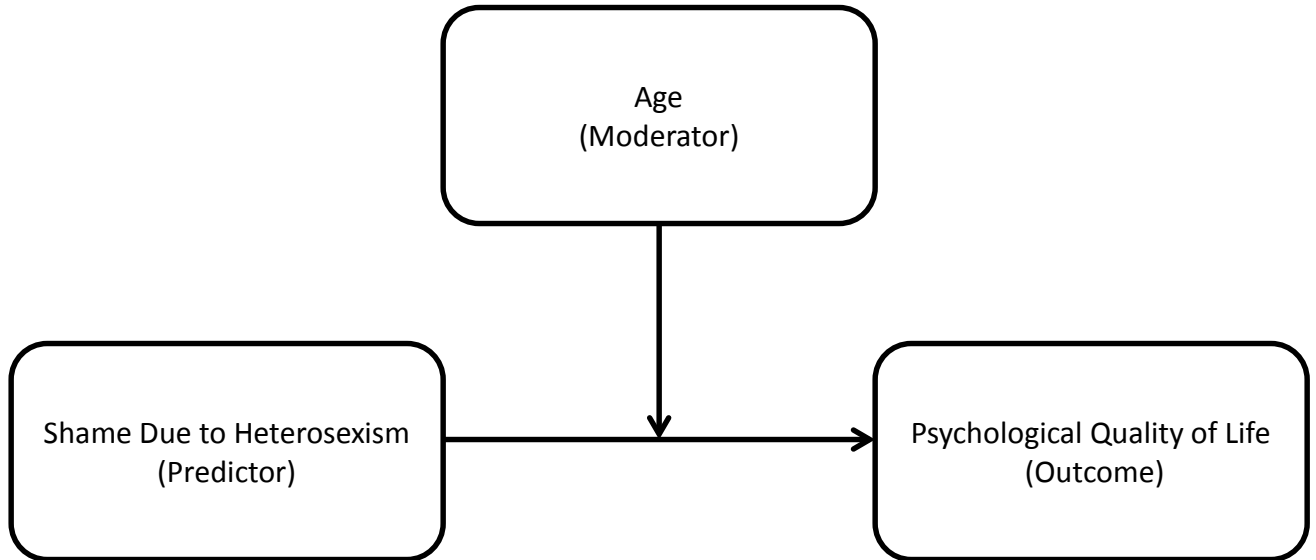 Age
(Moderator)
Shame Due to Heterosexism
(Predictor)
Psychological Quality of Life
(Outcome)